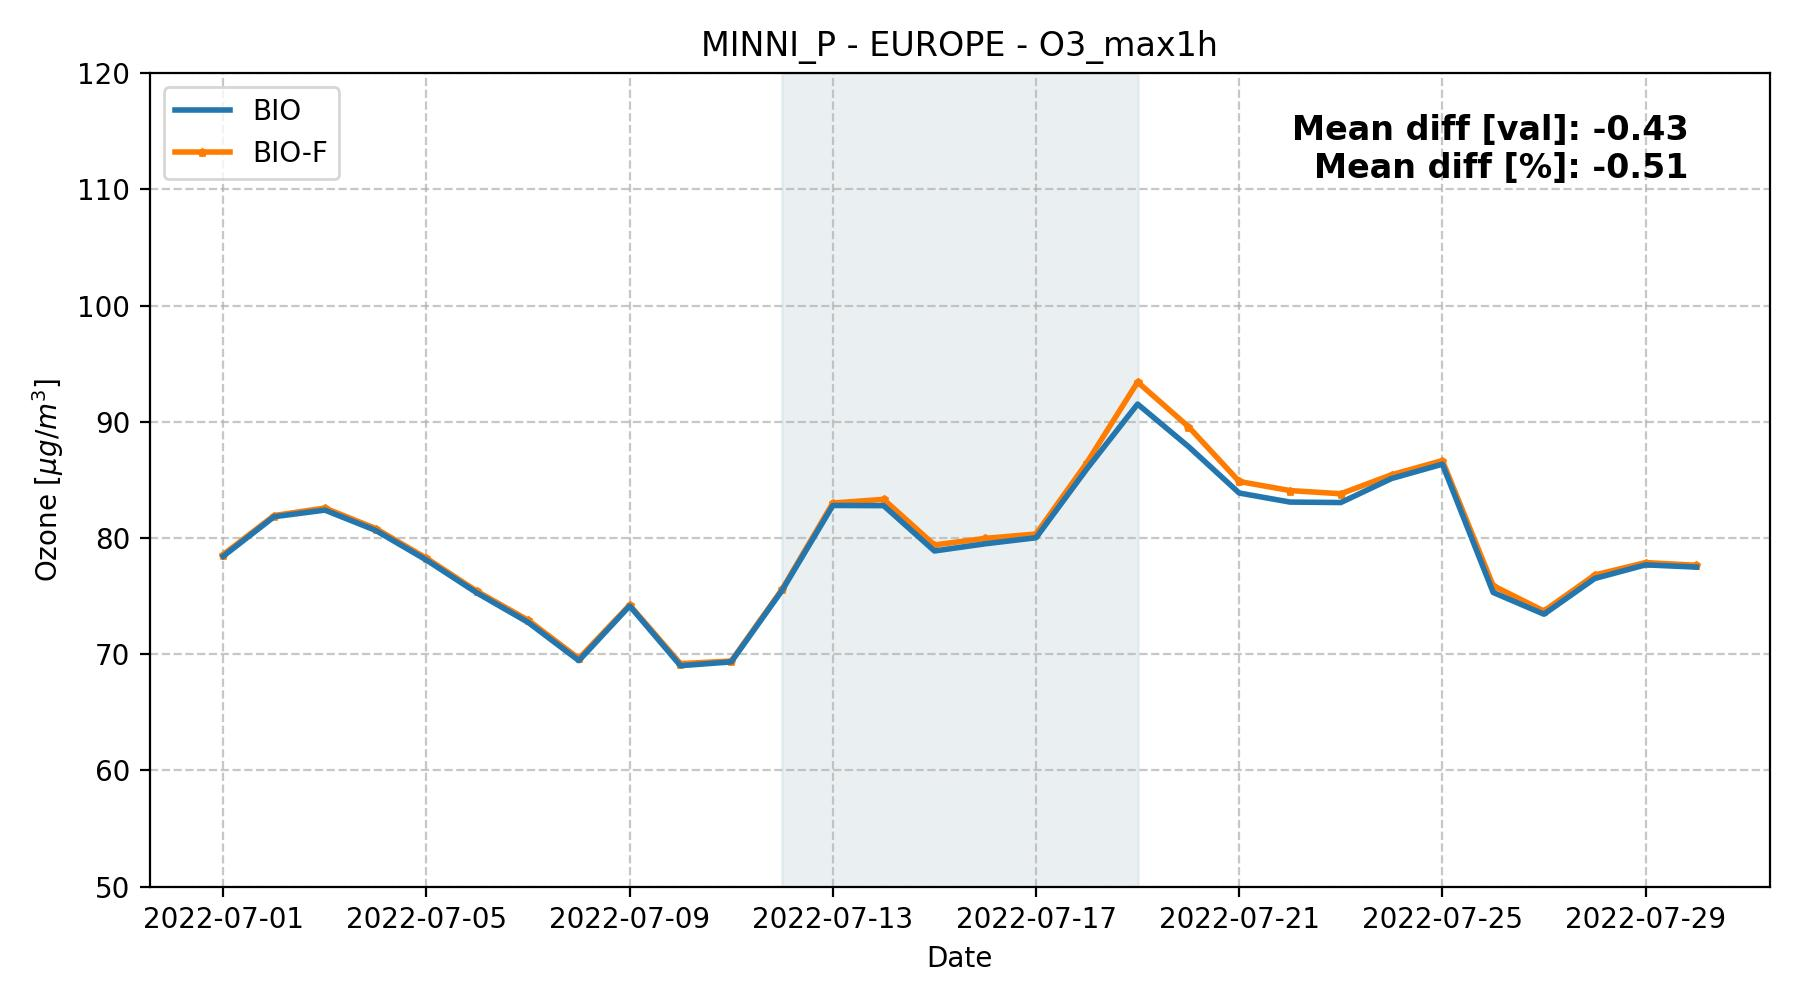 MINNI_P - EUROPE - O3_max1h
BIO
BIO-F
Mean diff [val]: -0.43
Mean diff [%]: -0.51
Ozone [μg/m³]
120
110
100
90
80
70
60
50
2022-07-01 2022-07-05 2022-07-09 2022-07-13 2022-07-17 2022-07-21 2022-07-25 2022-07-29
Date